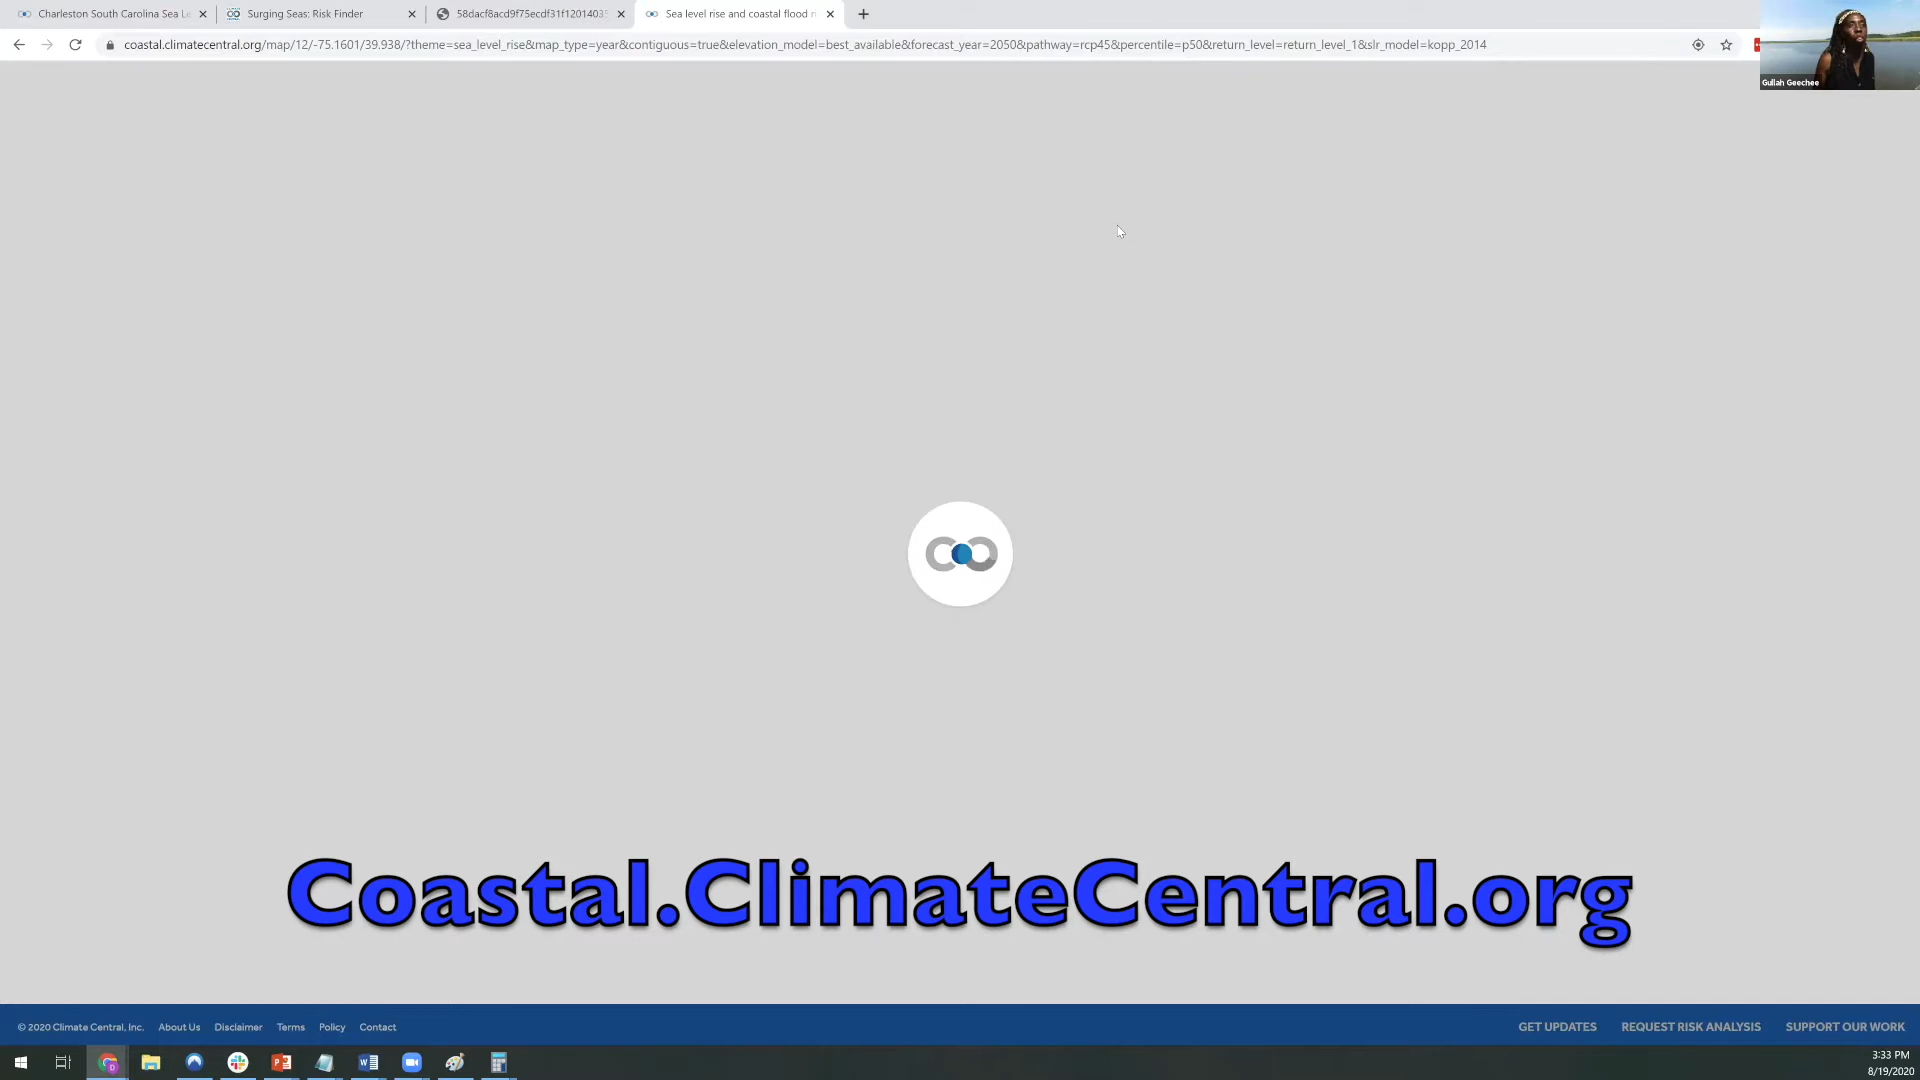 Charleston South Carolina Sea Le
Surging Seas: Risk Finder
58dacf8acd9f75ecdf31f12014035
Sea level rise and coastal flood ri
coastal.climatecentral.org/map/12/-75.1601/39.938/?theme=sea_level_rise&map_type=year&contiguous=true&elevation_model=best_available&forecast_year=2050&pathway=rcp45&percentile=p50&return_level=return_level_1&slr_model=kopp_2014
Gullah Geechee
Coastal.ClimateCentral.org
© 2020 Climate Central, Inc. About Us Disclaimer Terms Policy Contact GET UPDATES REQUEST RISK ANALYSIS SUPPORT OUR WORK
3:33 PM
8/19/2020